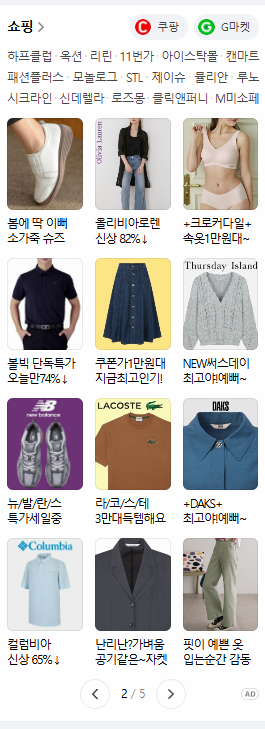 쇼핑 >
쿠팡
G마켓
하프클럽 · 옥션 · 리린 · 11번가 · 아이스탁몰 · 캔마트
패션플러스 · 모놀로그 · STL · 제이슈 · 율리안 · 루노
시크라인 · 신데렐라 · 로즈몽 · 클릭앤퍼니 · M미소페
Olivia Lauren
봄에 딱 이뻐
소가죽 슈즈
올리비아로렌
신상 82%↓
+크로커다일+
속옷1만원대~
Thursday Island
볼빅 단독특가
오늘만74%↓
쿠폰가1만원대
지금최고인기!
NEW써스데이
최고야!예뻐~
new balance
LACOSTE
DAKS
뉴/발/란/스
특가세일중
라/코/스/테
3만대득템해요
+DAKS+
최고야!예뻐~
Columbia
컬럼비아
신상 65%↓
난리난?가벼움
공기같은~자켓
핏이 예쁜 옷
입는순간 감동
2 / 5
AD